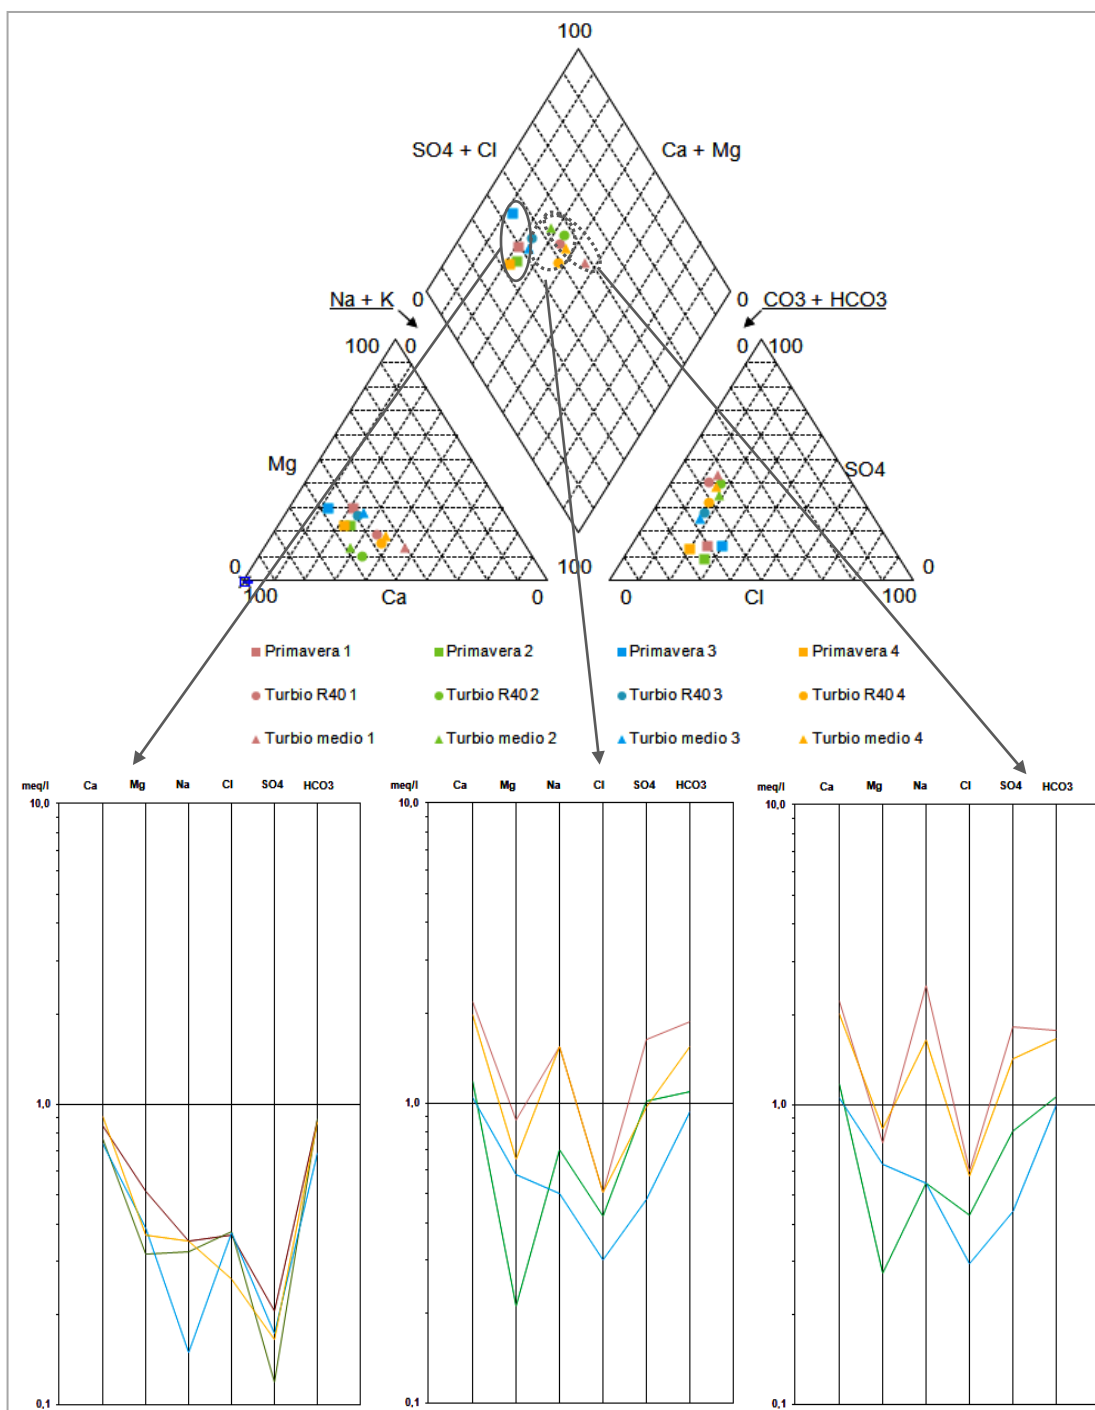 100
SO4 + Cl Ca + Mg
0 0
Na + K CO3 + HCO3
100 0 0 100
Mg SO4
0 100 0
100 Ca 0 0 Cl 100
Primavera 1 Primavera 2 Primavera 3 Primavera 4
Turbio R40 1 Turbio R40 2 Turbio R40 3 Turbio R40 4
Turbio medio 1 Turbio medio 2 Turbio medio 3 Turbio medio 4
meq/l Ca Mg Na Cl SO4 HCO3
10,0
1,0
0,1
meq/l Ca Mg Na Cl SO4 HCO3
10,0
1,0
0,1
meq/l Ca Mg Na Cl SO4 HCO3
10,0
1,0
0,1